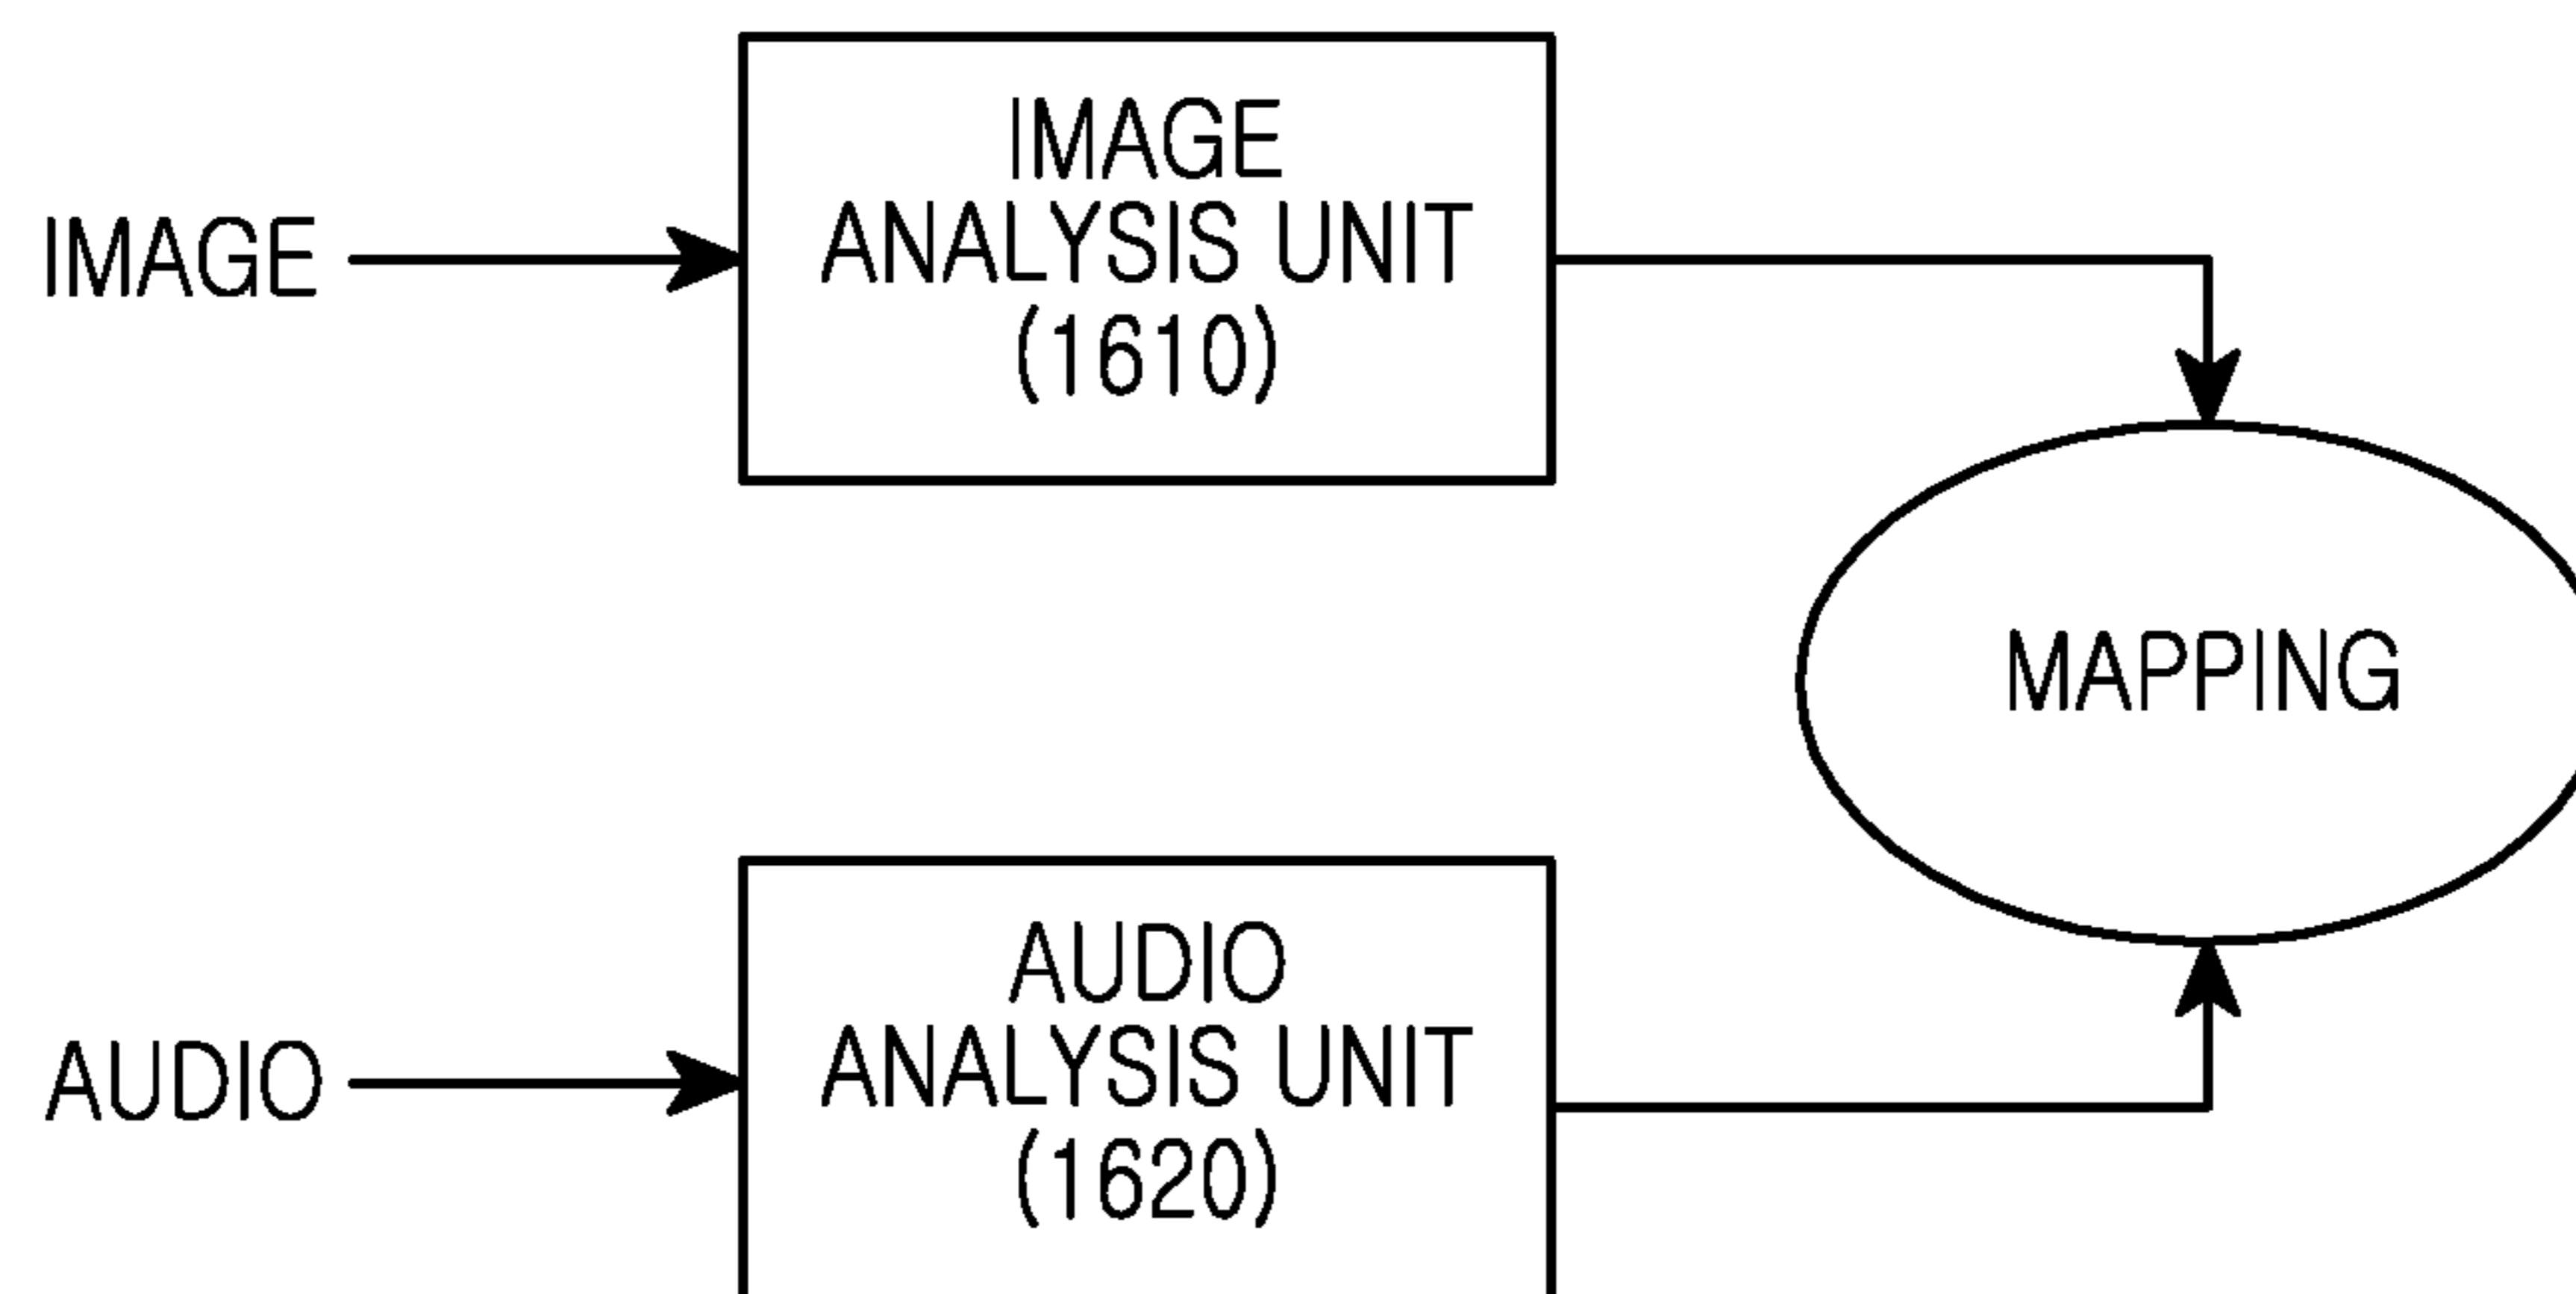 IMAGE
IMAGE
ANALYSIS UNIT
(1610)
MAPPING
AUDIO
AUDIO
ANALYSIS UNIT
(1620)